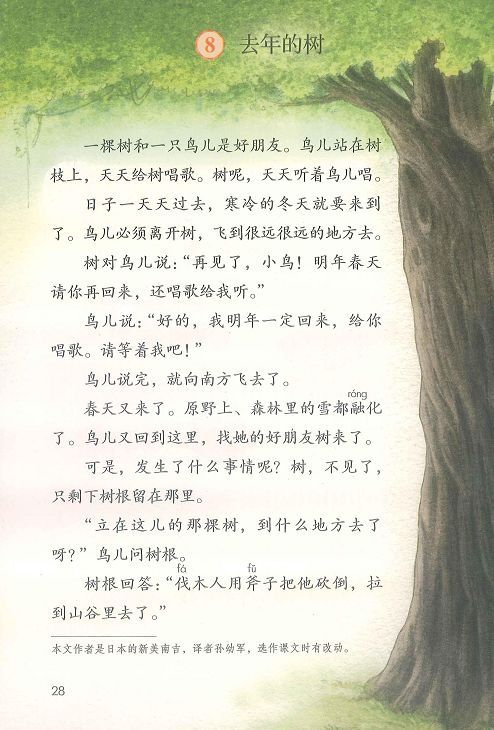 8 去年的树
一棵树和一只鸟儿是好朋友。鸟儿站在树
枝上，天天给树唱歌。树呢，天天听着鸟儿唱。
日子一天天过去，寒冷的冬天就要来到
了。鸟儿必须离开树，飞到很远很远的地方去。
树对鸟儿说：“再见了，小鸟！明年春天
请你再回来，还唱歌给我听。”
鸟儿说：“好的，我明年一定回来，给你
唱歌。请等着我吧！”
鸟儿说完，就向南方飞去了。
róng
春天又来了。原野上、森林里的雪都融化
了。鸟儿又回到这里，找她的好朋友树来了。
可是，发生了什么事情呢？树，不见了，
只剩下树根留在那里。
“立在这儿的那棵树，到什么地方去了
呀？”鸟儿问树根。
fá fǔ
树根回答：“伐木人用斧子把他砍倒，拉
到山谷里去了。”
本文作者是日本的新美南吉，译者孙幼军，选作课文时有改动。
28